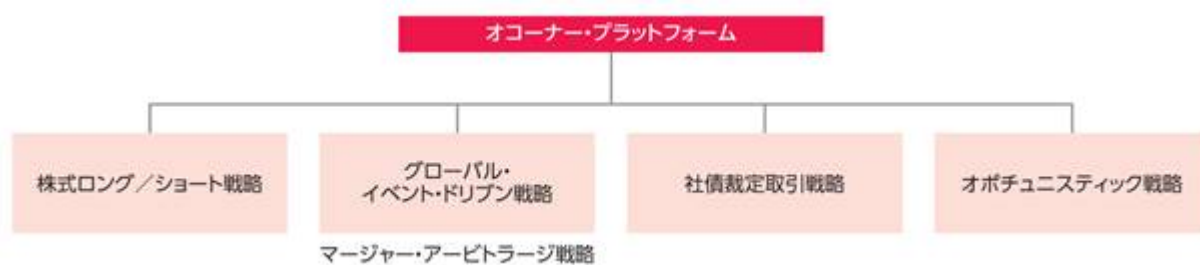 オコーナー・プラットフォーム
株式ロング／ショート戦略
グローバル・
イベント・ドリブン戦略
社債裁定取引戦略
オポチュニスティック戦略
マージャー・アービトラージ戦略